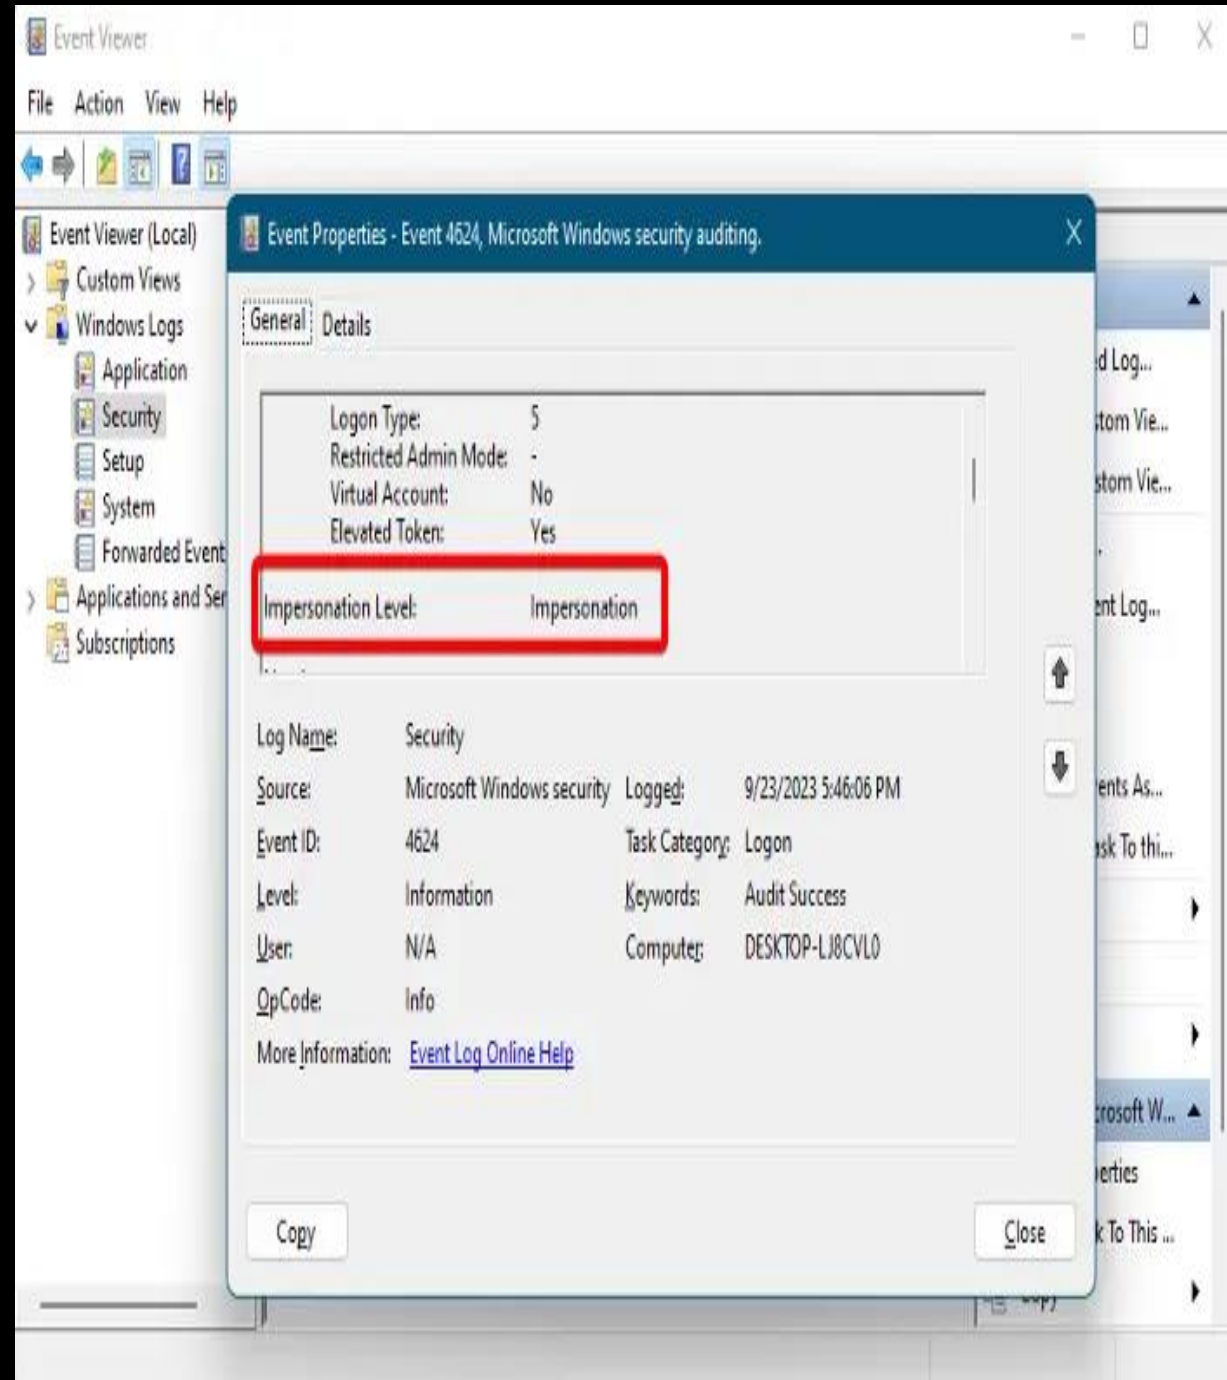 Event Viewer
File Action View Help
Event Viewer (Local)
Custom Views
Windows Logs
Application
Security
Setup
System
Forwarded Event
Applications and Ser
Subscriptions
Event Properties - Event 4624, Microsoft Windows security auditing.
General Details
Logon Type: 5
Restricted Admin Mode: -
Virtual Account: No
Elevated Token: Yes
Impersonation Level: Impersonation
Log Name: Security
Source: Microsoft Windows security Logged: 9/23/2023 5:46:06 PM
Event ID: 4624 Task Category: Logon
Level: Information Keywords: Audit Success
User: N/A Computer: DESKTOP-LJ8CVL0
OpCode: Info
More Information: Event Log Online Help
Copy Close
d Log...
tom Vie...
stom Vie...
ent Log...
ents As...
ask To thi...
crosoft W...
erties
k To This ...